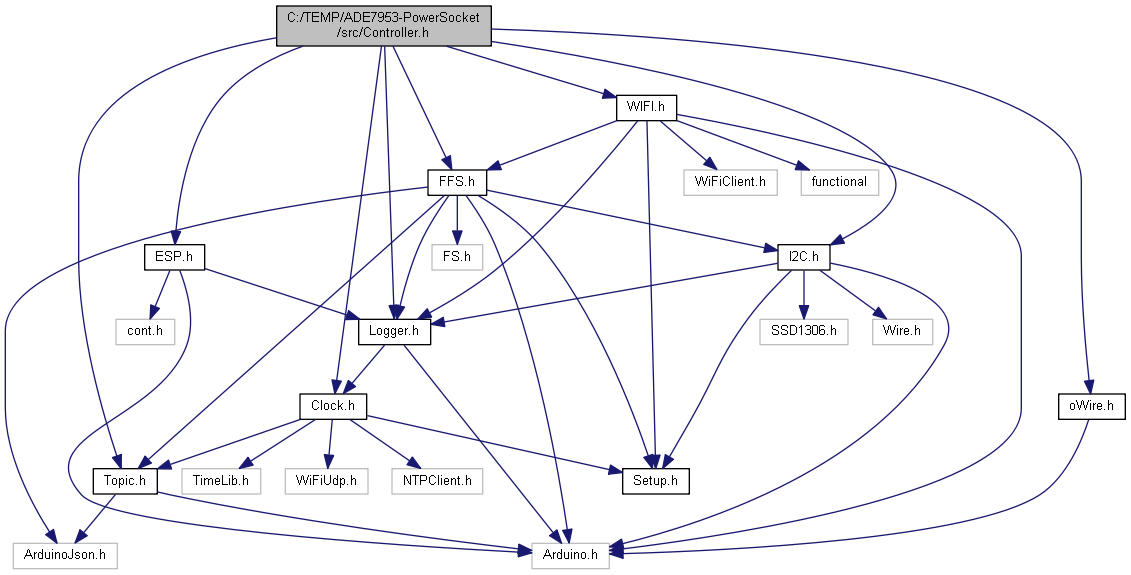 C:/TEMP/ADE7953-PowerSocket
/src/Controller.h
WIFI.h
FFS.h
WiFiClient.h
functional
ESP.h
FS.h
I2C.h
cont.h
Logger.h
SSD1306.h
Wire.h
Clock.h
oWire.h
Topic.h
TimeLib.h
WiFiUdp.h
NTPClient.h
Setup.h
ArduinoJson.h
Arduino.h